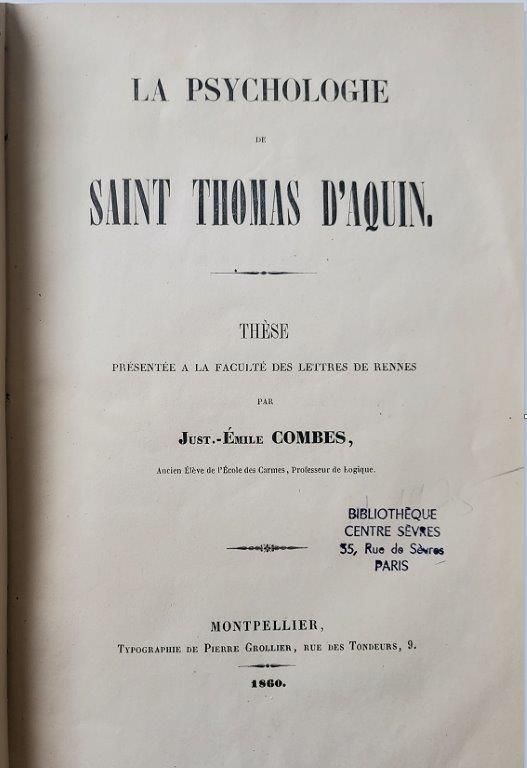 LA PSYCHOLOGIE
DE
SAINT THOMAS D'AQUIN.
THÈSE
PRÉSENTÉE A LA FACULTÉ DES LETTRES DE RENNES
PAR
JUST.-ÉMILE COMBES,
Ancien Élève de l'École des Carmes, Professeur de Logique.
BIBLIOTHÈQUE
CENTRE SÈVRES
35, Rue de Sèvres
PARIS
MONTPELLIER,
TYPOGRAPHIE DE PIERRE GROLLIER, RUE DES TONDEURS, 9.
1860.